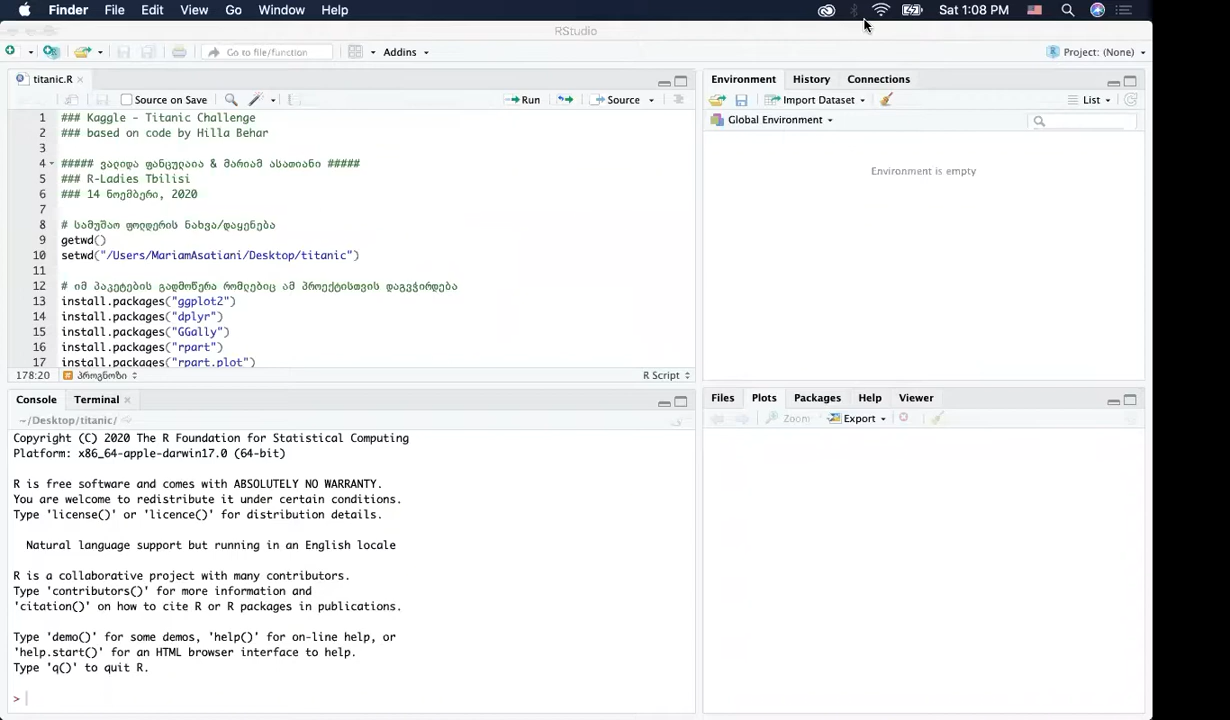 Finder File Edit View Go Window Help Sat 1:08 PM
RStudio
Go to file/function Addins Project: (None)
titanic.R
Source on Save Run Source
1 ### Kaggle - Titanic Challenge
2 ### based on code by Hilla Behar
3
4 ##### ვალიდა ფანცულაია & მარიამ ასათიანი #####
5 ### R-Ladies Tbilisi
6 ### 14 ნოემბერი, 2020
7
8 # სამუშაო ფოლდერის ნახვა/დაყენება
9 getwd()
10 setwd("/Users/MariamAsatiani/Desktop/titanic")
11
12 # იმ პაკეტების გადმოწერა რომლებიც ამ პროექტისთვის დაგვჭირდება
13 install.packages("ggplot2")
14 install.packages("dplyr")
15 install.packages("GGally")
16 install.packages("rpart")
17 install.packages("rpart.plot")
178:20 პროგნოზი R Script
Console Terminal
~/Desktop/titanic/
Copyright (C) 2020 The R Foundation for Statistical Computing
Platform: x86_64-apple-darwin17.0 (64-bit)
R is free software and comes with ABSOLUTELY NO WARRANTY.
You are welcome to redistribute it under certain conditions.
Type 'license()' or 'licence()' for distribution details.
Natural language support but running in an English locale
R is a collaborative project with many contributors.
Type 'contributors()' for more information and
'citation()' on how to cite R or R packages in publications.
Type 'demo()' for some demos, 'help()' for on-line help, or
'help.start()' for an HTML browser interface to help.
Type 'q()' to quit R.
>
Environment History Connections
Import Dataset List
Global Environment
Environment is empty
Files Plots Packages Help Viewer
Zoom Export